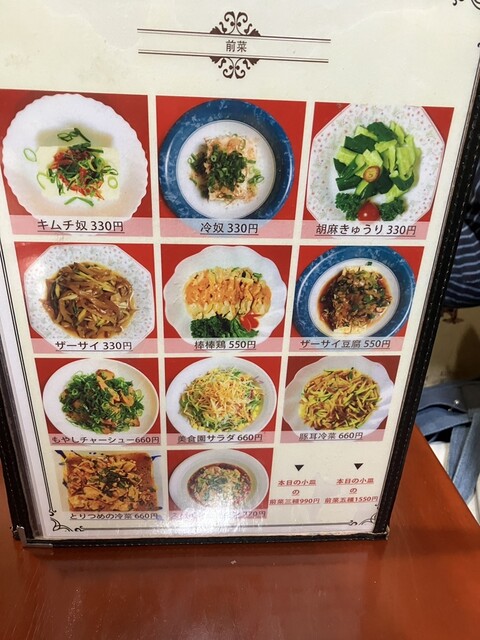 前菜
キムチ奴 330円
冷奴 330円
胡麻きゅうり 330円
ザーサイ 330円
棒棒鶏 550円
ザーサイ豆腐 550円
もやしチャーシュー660円
美食園サラダ 660円
豚耳冷菜 660円
とりつめの冷菜 660円
770円
本日の小皿
の
前菜三種990円
本日の小皿
の
前菜五種1550円